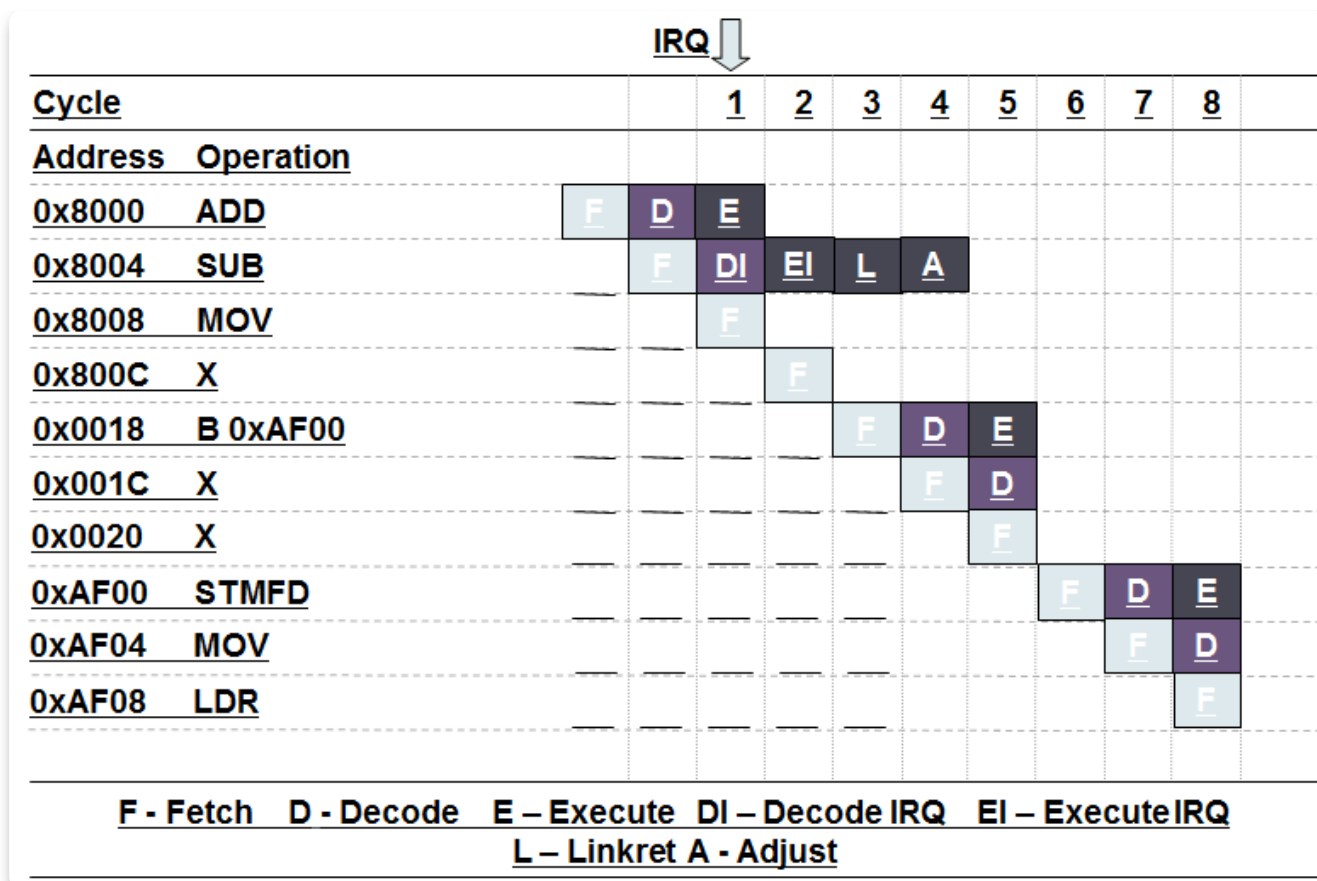 IRQ
Cycle 1 2 3 4 5 6 7 8
Address Operation
0x8000 ADD F D E
0x8004 SUB F DI EI L A
0x8008 MOV F
0x800C X F
0x0018 B 0xAF00 F D E
0x001C X F D
0x0020 X F
0xAF00 STMFD F D E
0xAF04 MOV F D
0xAF08 LDR F
F - Fetch D - Decode E – Execute DI – Decode IRQ EI – Execute IRQ
L – Linkret A - Adjust